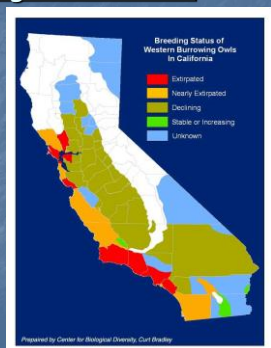 Breeding Status of
Western Burrowing Owls
In California
Extirpated
Nearly Extirpated
Declining
Stable or Increasing
Unknown
Prepared by Center for Biological Diversity, Curt Bradley